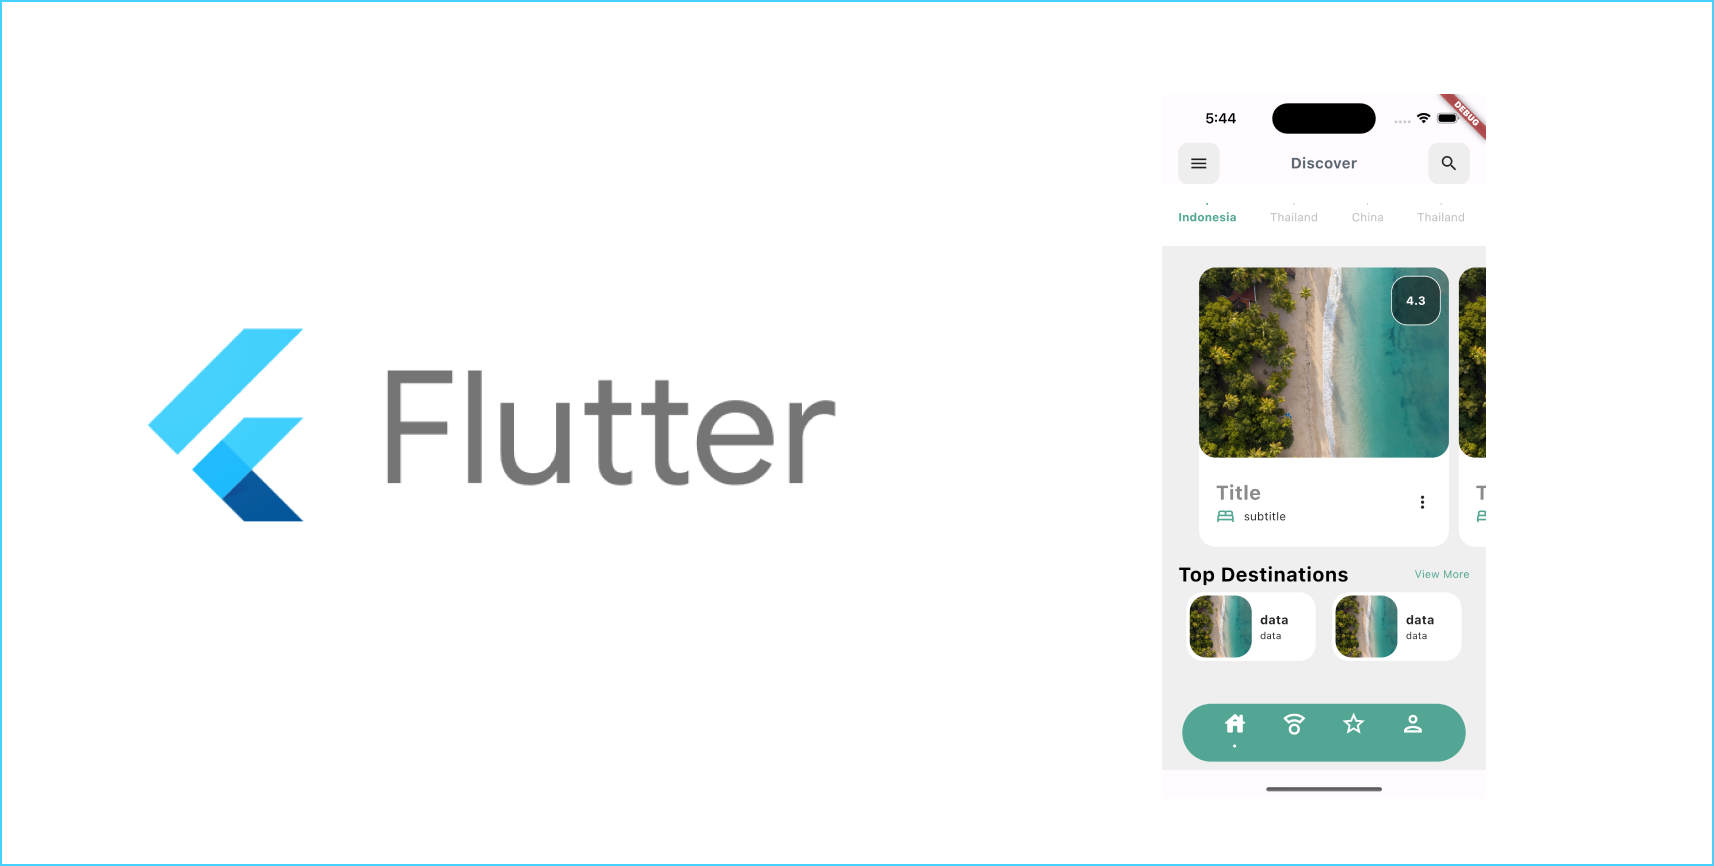 Flutter
5:44
DEBUG
Discover
Indonesia Thailand China Thailand
4.3
Title
subtitle
T
Top Destinations View More
data data
data data